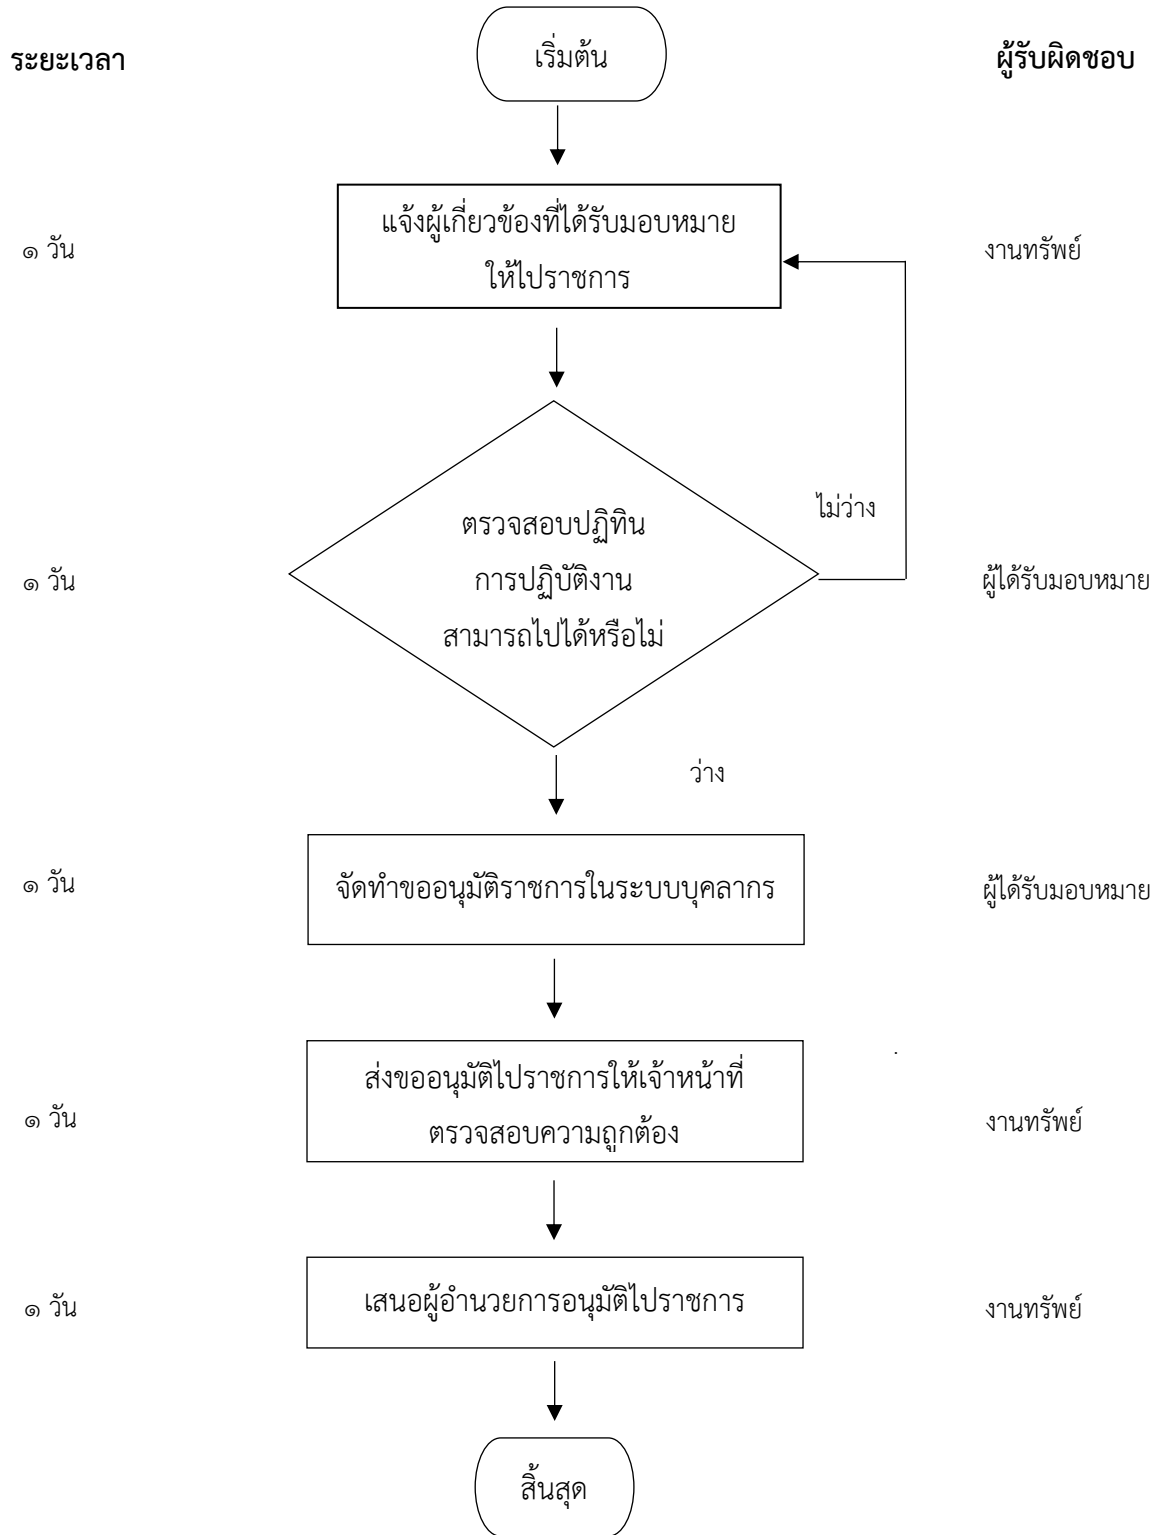 เริ่มต้น
ระยะเวลา
ผู้รับผิดชอบ
แจ้งผู้เกี่ยวข้องที่ได้รับมอบหมาย
ให้ไปราชการ
๑ วัน
งานทรัพย์
ไม่ว่าง
ตรวจสอบปฏิทิน
การปฏิบัติงาน
สามารถไปได้หรือไม่
๑ วัน
ผู้ได้รับมอบหมาย
ว่าง
๑ วัน
จัดทำขออนุมัติราชการในระบบบุคลากร
ผู้ได้รับมอบหมาย
ส่งขออนุมัติไปราชการให้เจ้าหน้าที่
ตรวจสอบความถูกต้อง
๑ วัน
งานทรัพย์
๑ วัน
เสนอผู้อำนวยการอนุมัติไปราชการ
งานทรัพย์
สิ้นสุด